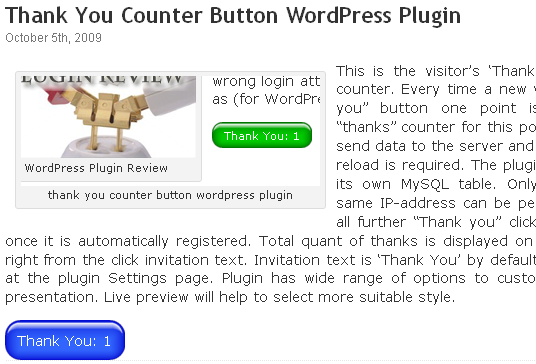 Thank You Counter Button WordPress Plugin
October 5th, 2009
LUGIN REVIEW
WordPress Plugin Review
wrong login att
as (for WordPre
Thank You: 1
thank you counter button wordpress plugin
This is the visitor's 'Thank
counter. Every time a new
you” button one point is
“thanks” counter for this po
send data to the server and
reload is required. The plugi
its own MySQL table. Only
same IP-address can be pe
all further “Thank you” click
once it is automatically registered. Total quant of thanks is displayed on
right from the click invitation text. Invitation text is 'Thank You' by default
at the plugin Settings page. Plugin has wide range of options to custo
presentation. Live preview will help to select more suitable style.
Thank You: 1